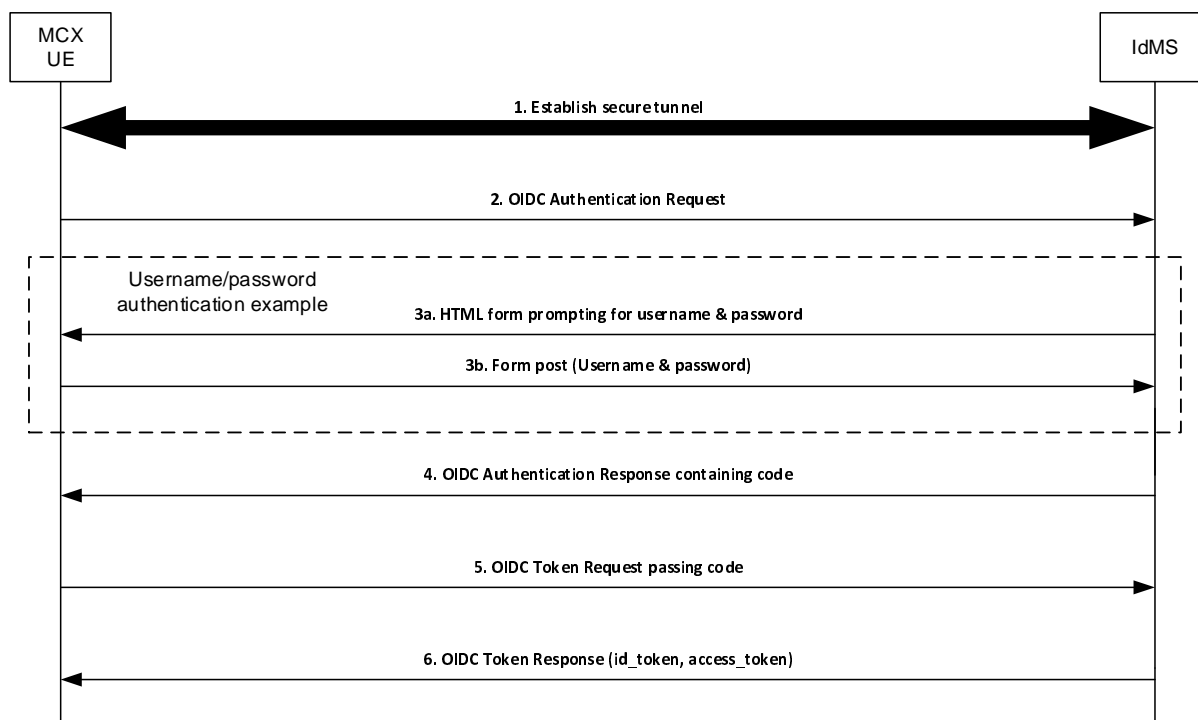 MCX
UE
IdMS
1. Establish secure tunnel
2. OIDC Authentication Request
Username/password
authentication example
3a. HTML form prompting for username & password
3b. Form post (Username & password)
4. OIDC Authentication Response containing code
5. OIDC Token Request passing code
6. OIDC Token Response (id_token, access_token)